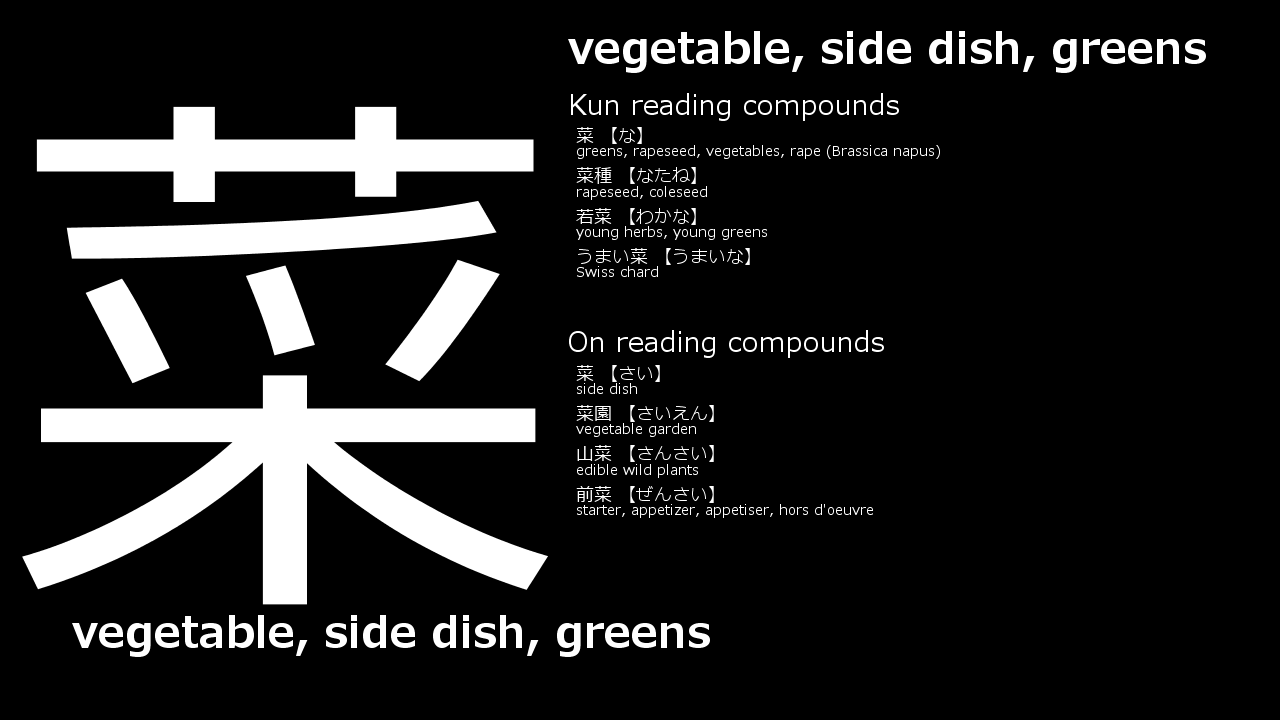 菜
vegetable, side dish, greens
vegetable, side dish, greens
Kun reading compounds
菜 【な】
greens, rapeseed, vegetables, rape (Brassica napus)
菜種 【なたね】
rapeseed, coleseed
若菜 【わかな】
young herbs, young greens
うまい菜 【うまいな】
Swiss chard
On reading compounds
菜 【さい】
side dish
菜園 【さいえん】
vegetable garden
山菜 【さんさい】
edible wild plants
前菜 【ぜんさい】
starter, appetizer, appetiser, hors d'oeuvre